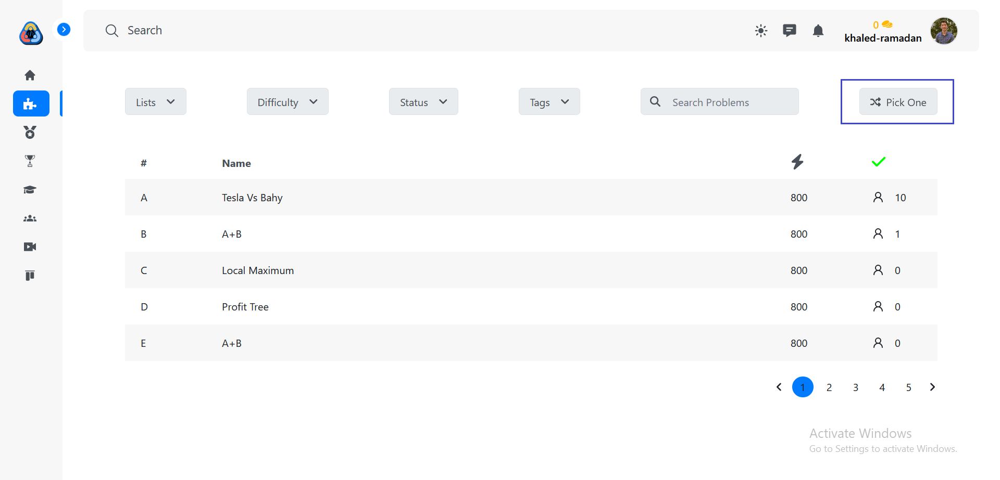 Search
0
khaled-ramadan
Lists Difficulty Status Tags Search Problems Pick One
# Name
A Tesla Vs Bahy 800 10
B A+B 800 1
C Local Maximum 800 0
D Profit Tree 800 0
E A+B 800 0
1 2 3 4 5
Activate Windows
Go to Settings to activate Windows.